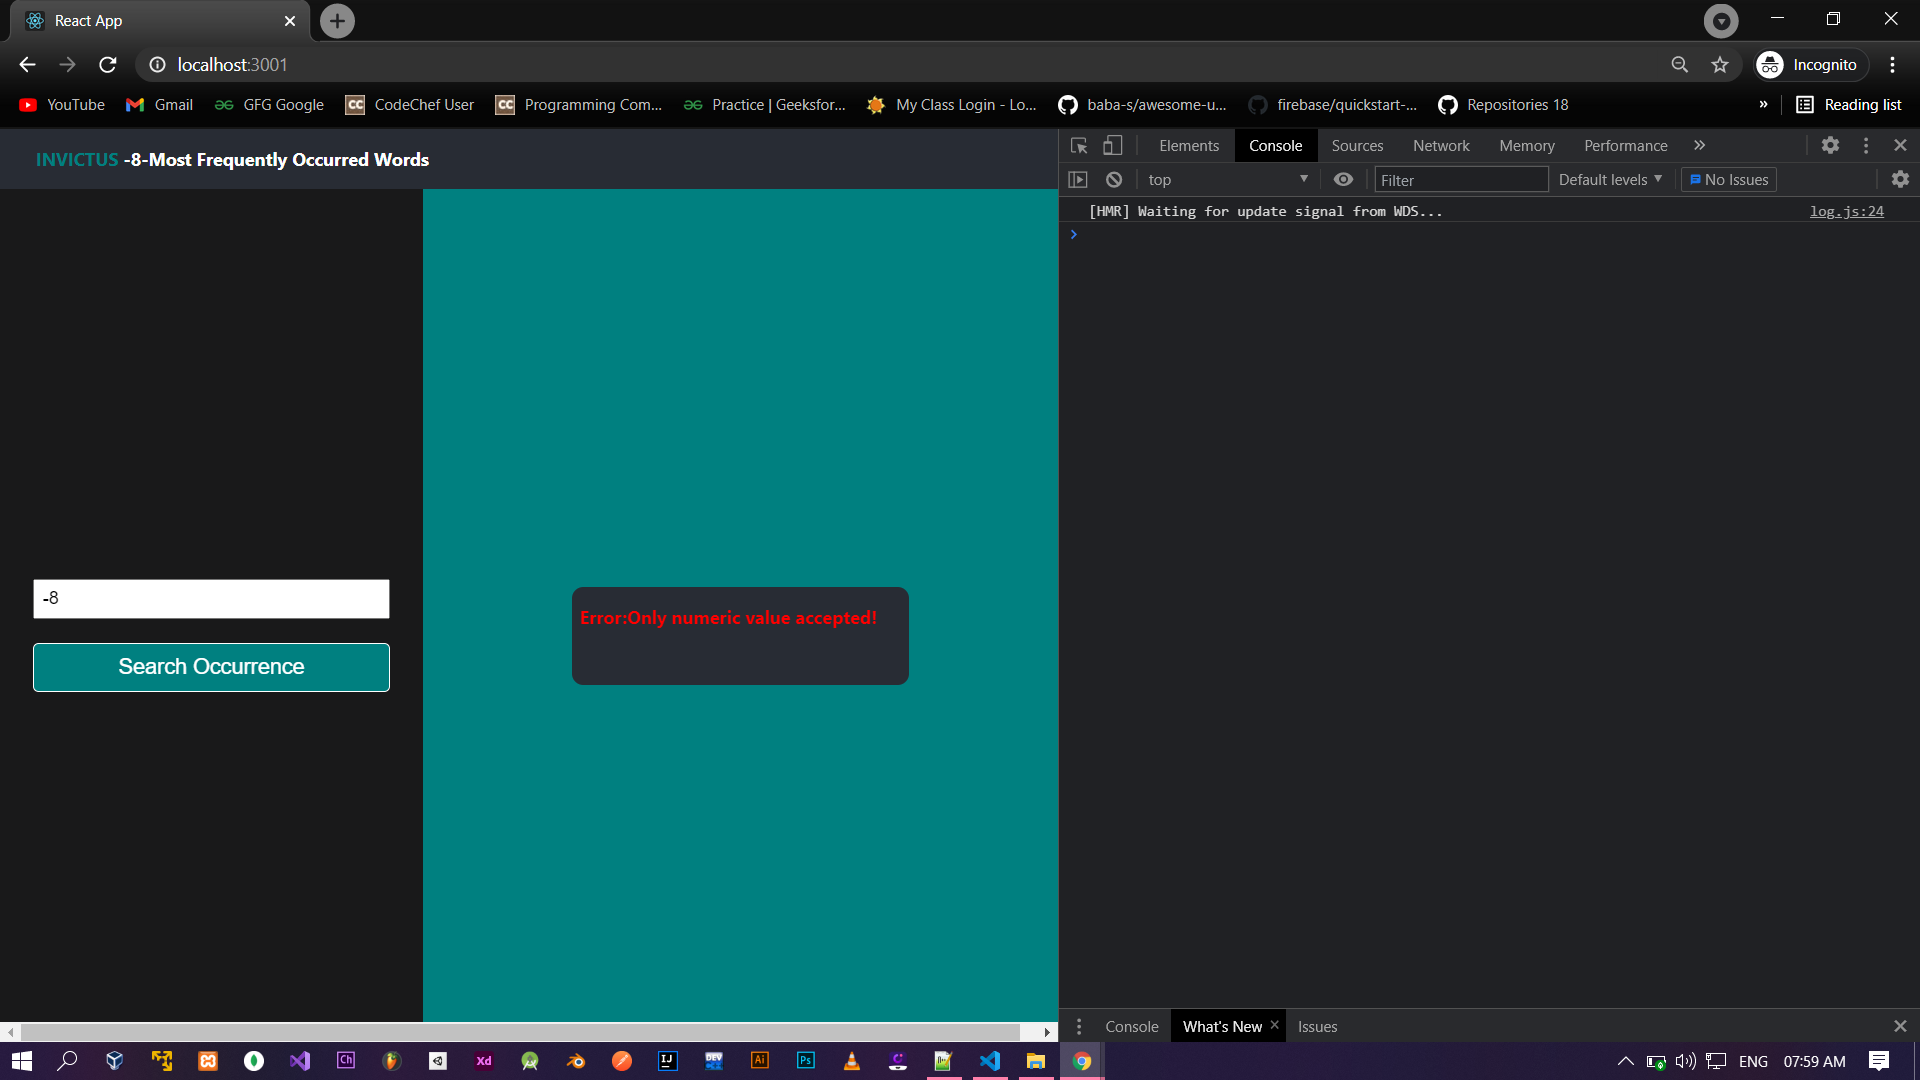 React App
localhost:3001
Incognito
YouTube
Gmail
GFG Google
CodeChef User
Programming Com...
Practice | Geeksfor...
My Class Login - Lo...
baba-s/awesome-u...
firebase/quickstart-...
Repositories 18
»
Reading list
INVICTUS -8-Most Frequently Occurred Words
Elements
Console
Sources
Network
Memory
Performance
»
top
Filter
Default levels
No Issues
[HMR] Waiting for update signal from WDS...
log.js:24
-8
Search Occurrence
Error:Only numeric value accepted!
Console
What's New
Issues
ENG
07:59 AM